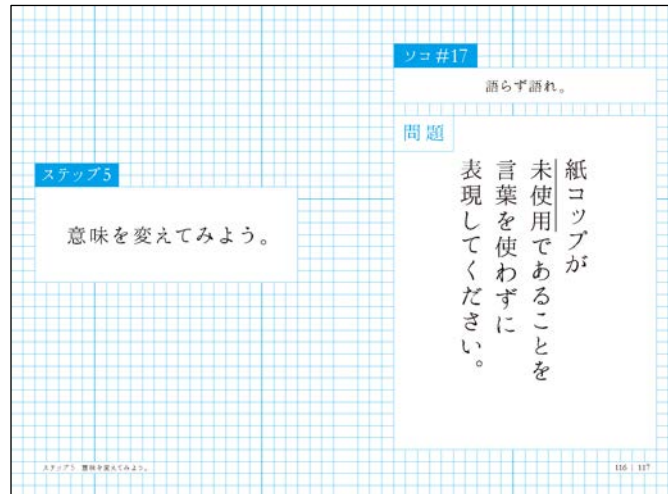 ステップ5
意味を変えてみよう。
ステップ5 意味を変えてみよう。
ソコ #17
語らず語れ。
問題
紙コップが
未使用であることを
言葉を使わずに
表現してください。
116 | 117